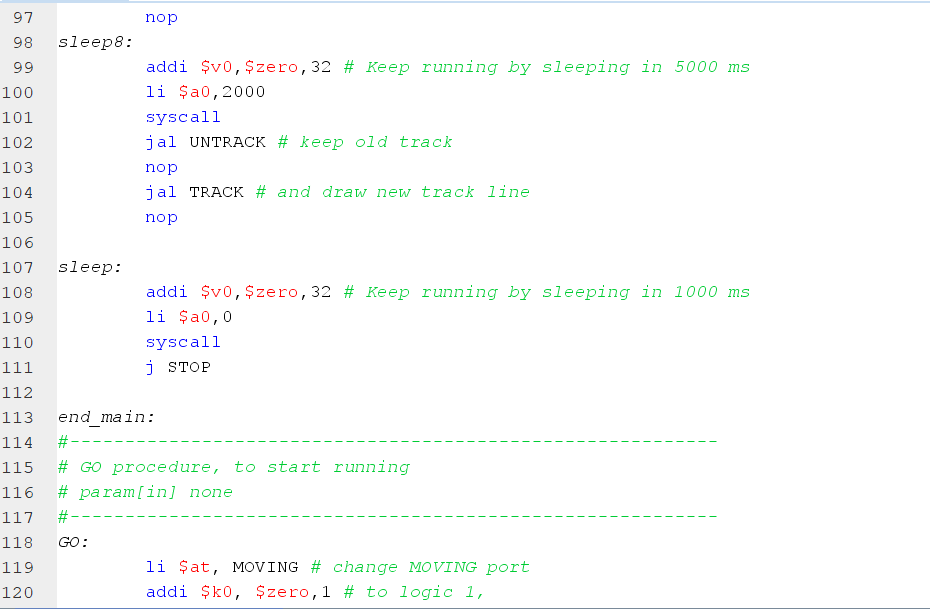 97 nop
98 sleep8:
99 addi $v0,$zero,32 # Keep running by sleeping in 5000 ms
100 li $a0,2000
101 syscall
102 jal UNTRACK # keep old track
103 nop
104 jal TRACK # and draw new track line
105 nop
106
107 sleep:
108 addi $v0,$zero,32 # Keep running by sleeping in 1000 ms
109 li $a0,0
110 syscall
111 j STOP
112
113 end_main:
114 #-----------------------------------------------------------
115 # GO procedure, to start running
116 # param[in] none
117 #-----------------------------------------------------------
118 GO:
119 li $at, MOVING # change MOVING port
120 addi $k0, $zero,1 # to logic 1,